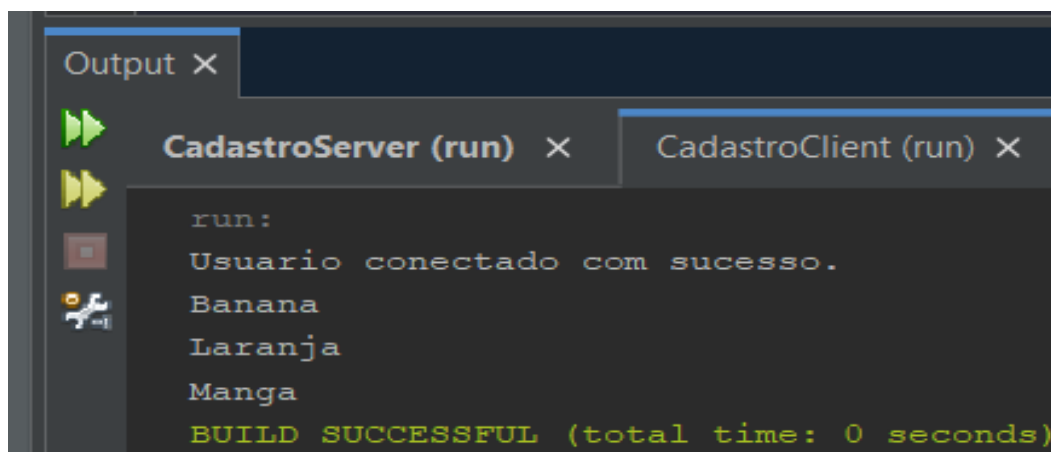 Output
CadastroServer (run) CadastroClient (run)
run:
Usuario conectado com sucesso.
Banana
Laranja
Manga
BUILD SUCCESSFUL (total time: 0 seconds)